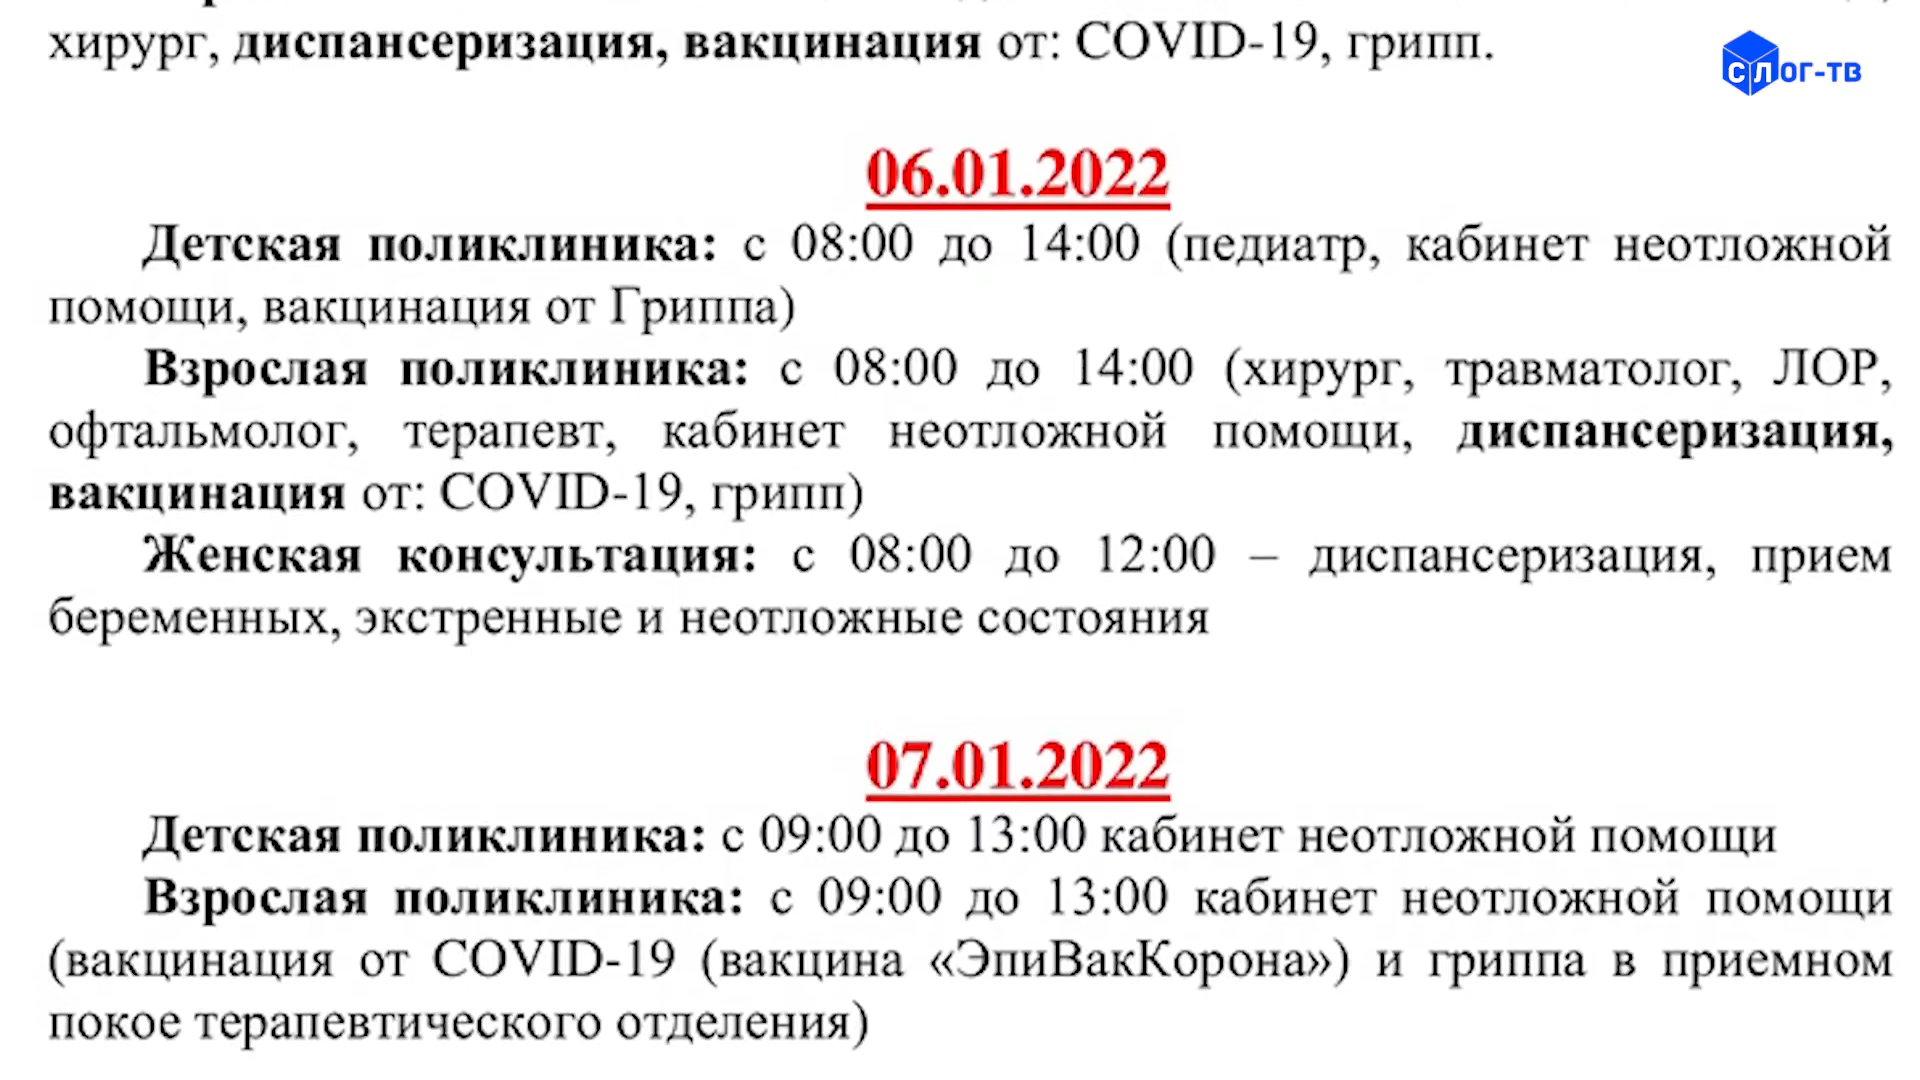 хирург, диспансеризация, вакцинация от: COVID-19, грипп.
СЛОГ-ТВ
06.01.2022
Детская поликлиника: с 08:00 до 14:00 (педиатр, кабинет неотложной
помощи, вакцинация от Гриппа)
Взрослая поликлиника: с 08:00 до 14:00 (хирург, травматолог, ЛОР,
офтальмолог, терапевт, кабинет неотложной помощи, диспансеризация,
вакцинация от: COVID-19, грипп)
Женская консультация: с 08:00 до 12:00 – диспансеризация, прием
беременных, экстренные и неотложные состояния
07.01.2022
Детская поликлиника: с 09:00 до 13:00 кабинет неотложной помощи
Взрослая поликлиника: с 09:00 до 13:00 кабинет неотложной помощи
(вакцинация от COVID-19 (вакцина «ЭпиВакКорона») и гриппа в приемном
покое терапевтического отделения)